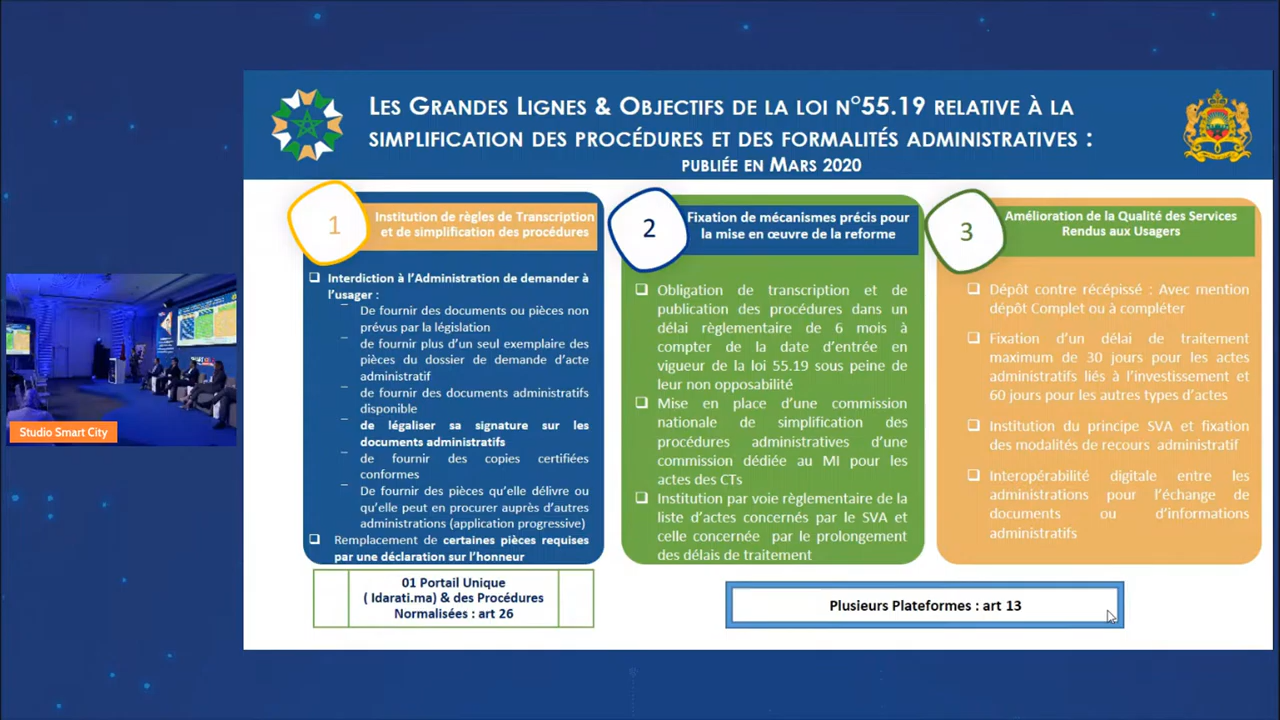 LES GRANDES LIGNES & OBJECTIFS DE LA LOI N°55.19 RELATIVE À LA
SIMPLIFICATION DES PROCÉDURES ET DES FORMALITÉS ADMINISTRATIVES :
PUBLIÉE EN MARS 2020
1
Institution de règles de Transcription
et de simplification des procédures
❑ Interdiction à l'Administration de demander à
l'usager :
– De fournir des documents ou pièces non
prévus par la législation
– de fournir plus d'un seul exemplaire des
pièces du dossier de demande d'acte
administratif
– de fournir des documents administratifs
disponible
– de légaliser sa signature sur les
documents administratifs
– de fournir des copies certifiées
conformes
– De fournir des pièces qu'elle délivre ou
qu'elle peut en procurer auprès d'autres
administrations (application progressive)
❑ Remplacement de certaines pièces requises
par une déclaration sur l'honneur
2
Fixation de mécanismes précis pour
la mise en œuvre de la reforme
❑ Obligation de transcription et de
publication des procédures dans un
délai règlementaire de 6 mois à
compter de la date d'entrée en
vigueur de la loi 55.19 sous peine de
leur non opposabilité
❑ Mise en place d'une commission
nationale de simplification des
procédures administratives d'une
commission dédiée au MI pour les
actes des CTs
❑ Institution par voie règlementaire de la
liste d'actes concernés par le SVA et
celle concernée par le prolongement
des délais de traitement
3
Amélioration de la Qualité des Services
Rendus aux Usagers
❑ Dépôt contre récépissé : Avec mention
dépôt Complet ou à compléter
❑ Fixation d'un délai de traitement
maximum de 30 jours pour les actes
administratifs liés à l'investissement et
60 jours pour les autres types d'actes
❑ Institution du principe SVA et fixation
des modalités de recours administratif
❑ Interopérabilité digitale entre les
administrations pour l'échange de
documents ou d'informations
administratifs
01 Portail Unique
( Idarati.ma) & des Procédures
Normalisées : art 26
Plusieurs Plateformes : art 13
Studio Smart City